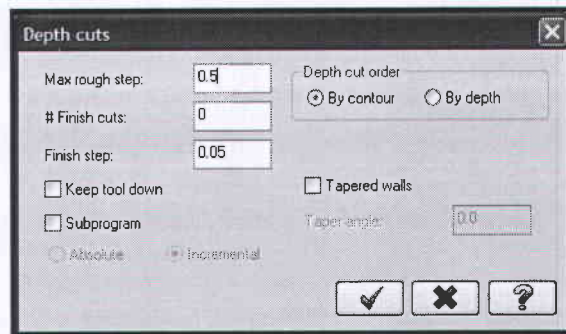 Depth cuts
Max rough step: 0.5
# Finish cuts: 0
Finish step: 0.05
Keep tool down
Subprogram
Absolute Incremental
Depth cut order
By contour By depth
Tapered walls
Taper angle: 0.0
?